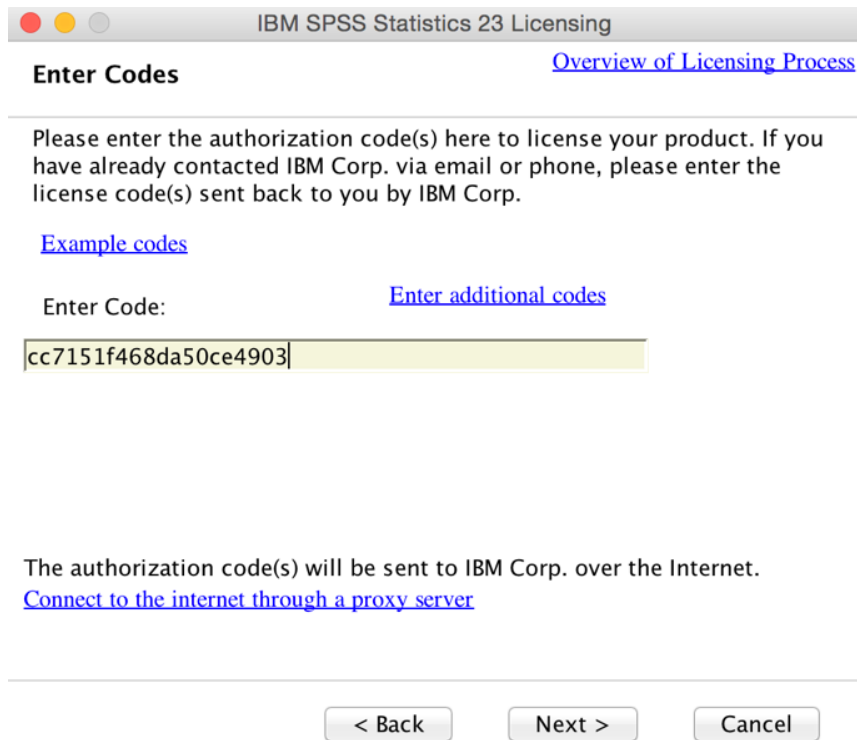 IBM SPSS Statistics 23 Licensing
Enter Codes
Overview of Licensing Process
Please enter the authorization code(s) here to license your product. If you
have already contacted IBM Corp. via email or phone, please enter the
license code(s) sent back to you by IBM Corp.
Example codes
Enter Code:
Enter additional codes
cc7151f468da50ce4903
The authorization code(s) will be sent to IBM Corp. over the Internet.
Connect to the internet through a proxy server
< Back
Next >
Cancel